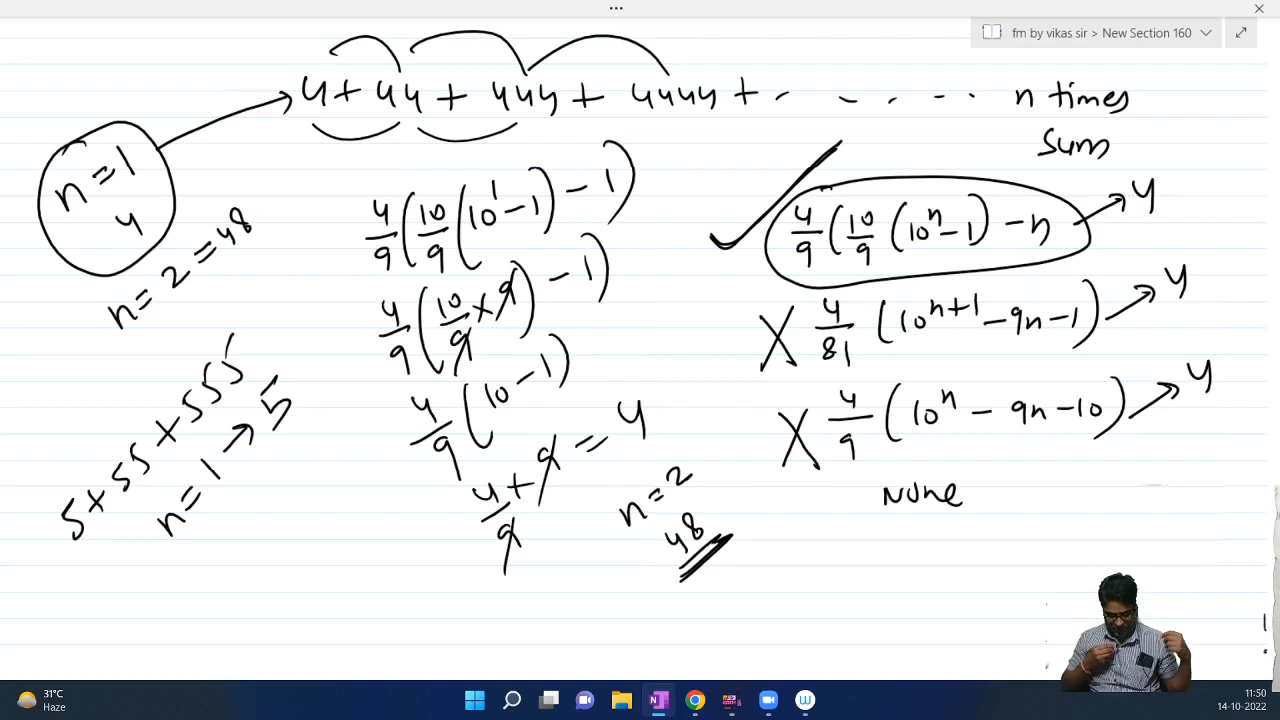 fm by vikas sir > New Section 160
4 + 44 + 444 + 4444 + - - - - - - n times
Sum
n = 1
4
n = 2 = 48
4/9 (10/9 (10^1 - 1) - 1)
4/9 (10/9 × 9) - 1)
4/9 (10 - 1)
4 + 9 / 9 = 4
n = 2
48
5 × 55 × 555
n = 1 → 5
4/9 (10/9 (10^n - 1) - n → 4
X 4/81 (10^n+1 - 9n - 1) → 4
X 4/9 (10^n - 9n - 10) → 4
None
31°C
Haze
11:50
14-10-2022